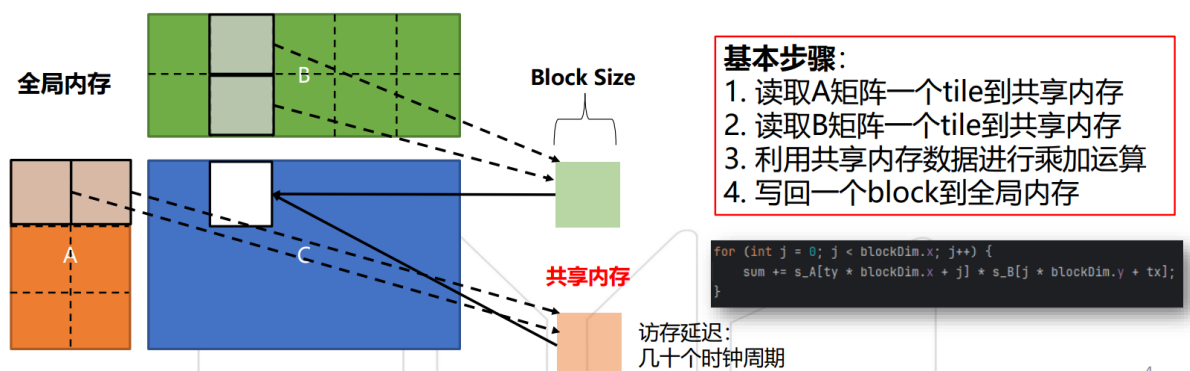 全局内存
B
Block Size
A
C
共享内存
访存延迟：
几十个时钟周期
基本步骤：
1. 读取A矩阵一个tile到共享内存
2. 读取B矩阵一个tile到共享内存
3. 利用共享内存数据进行乘加运算
4. 写回一个block到全局内存
for (int j = 0; j < blockDim.x; j++) {
    sum += s_A[ty * blockDim.x + j] * s_B[j * blockDim.y + tx];
}